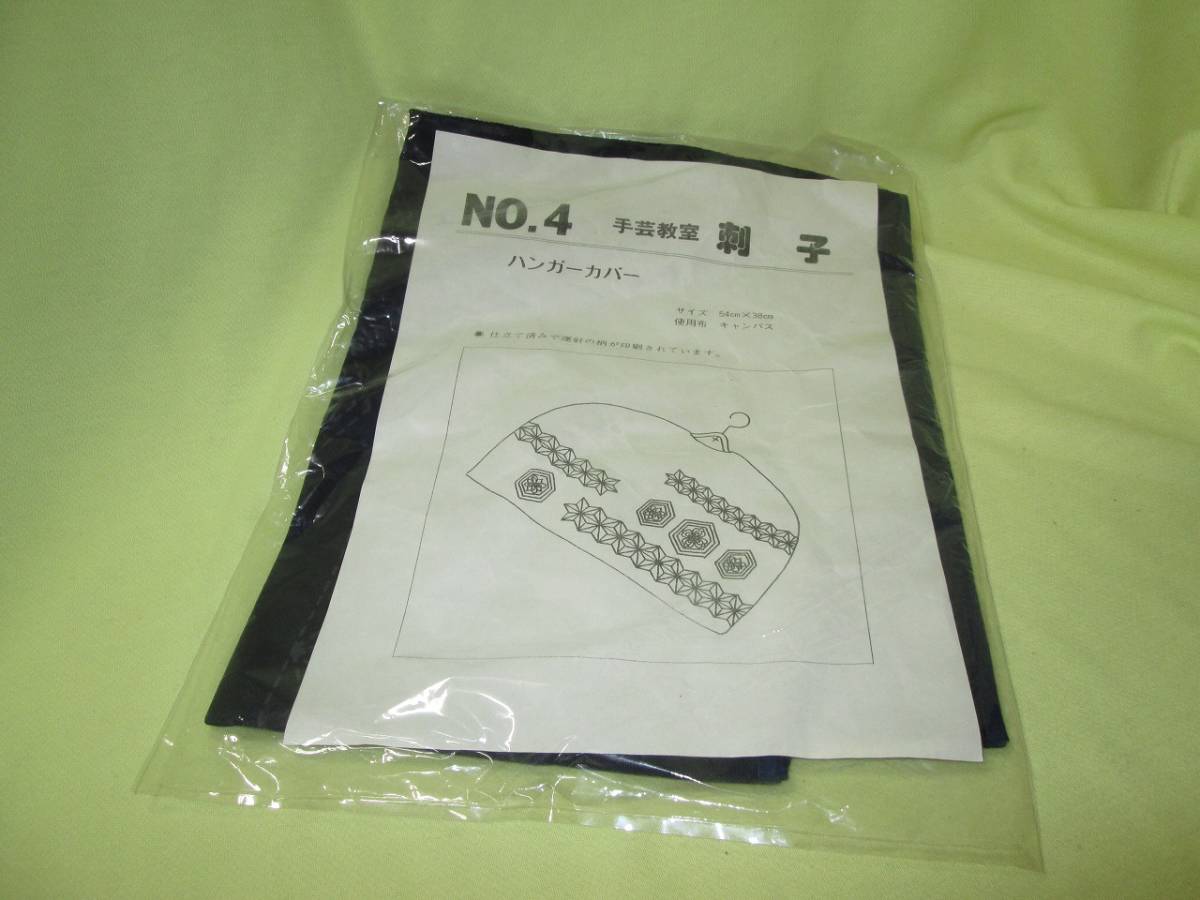 NO.4 手芸教室 刺子
ハンガーカバー
サイズ 54cm×38cm
使用布 キャンバス
● 仕立て済みで運針の柄が印刷されています。